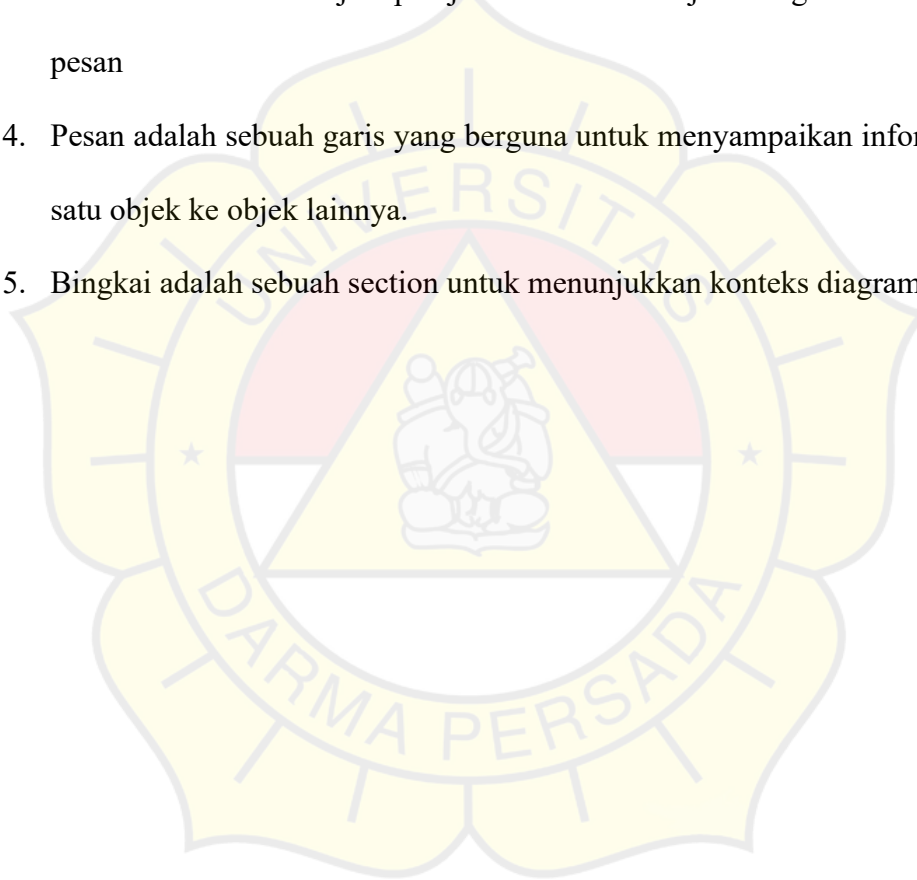 pesan
4. Pesan adalah sebuah garis yang berguna untuk menyampaikan
satu objek ke objek lainnya.
5. Bingkai adalah sebuah section untuk menunjukkan konteks diagram
UNIVERSITAS
DARMA PERSADA